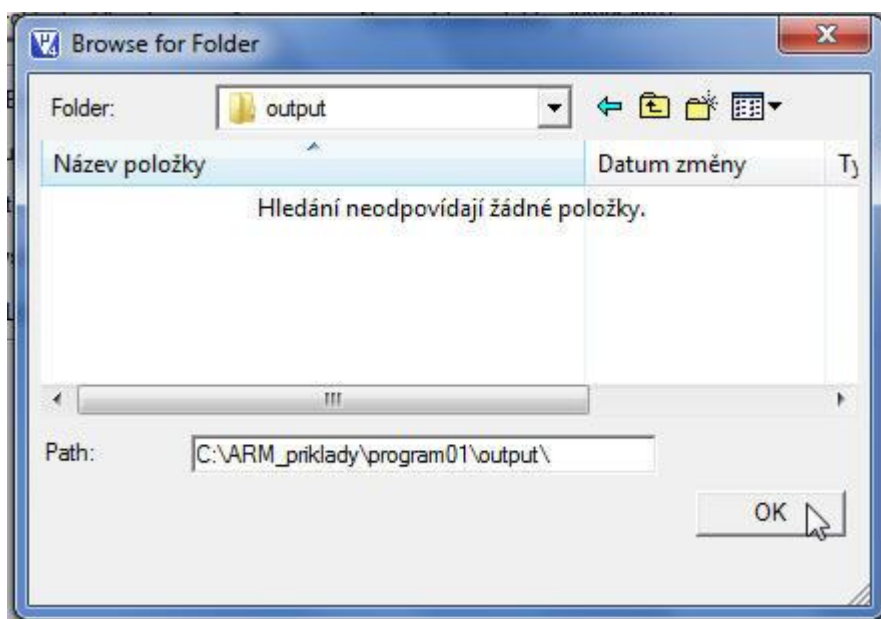 Browse for Folder
Folder: output
Název položky Datum změny
Hledání neodpovídají žádné položky.
Path: C:\ARM_priklady\program01\output\
OK